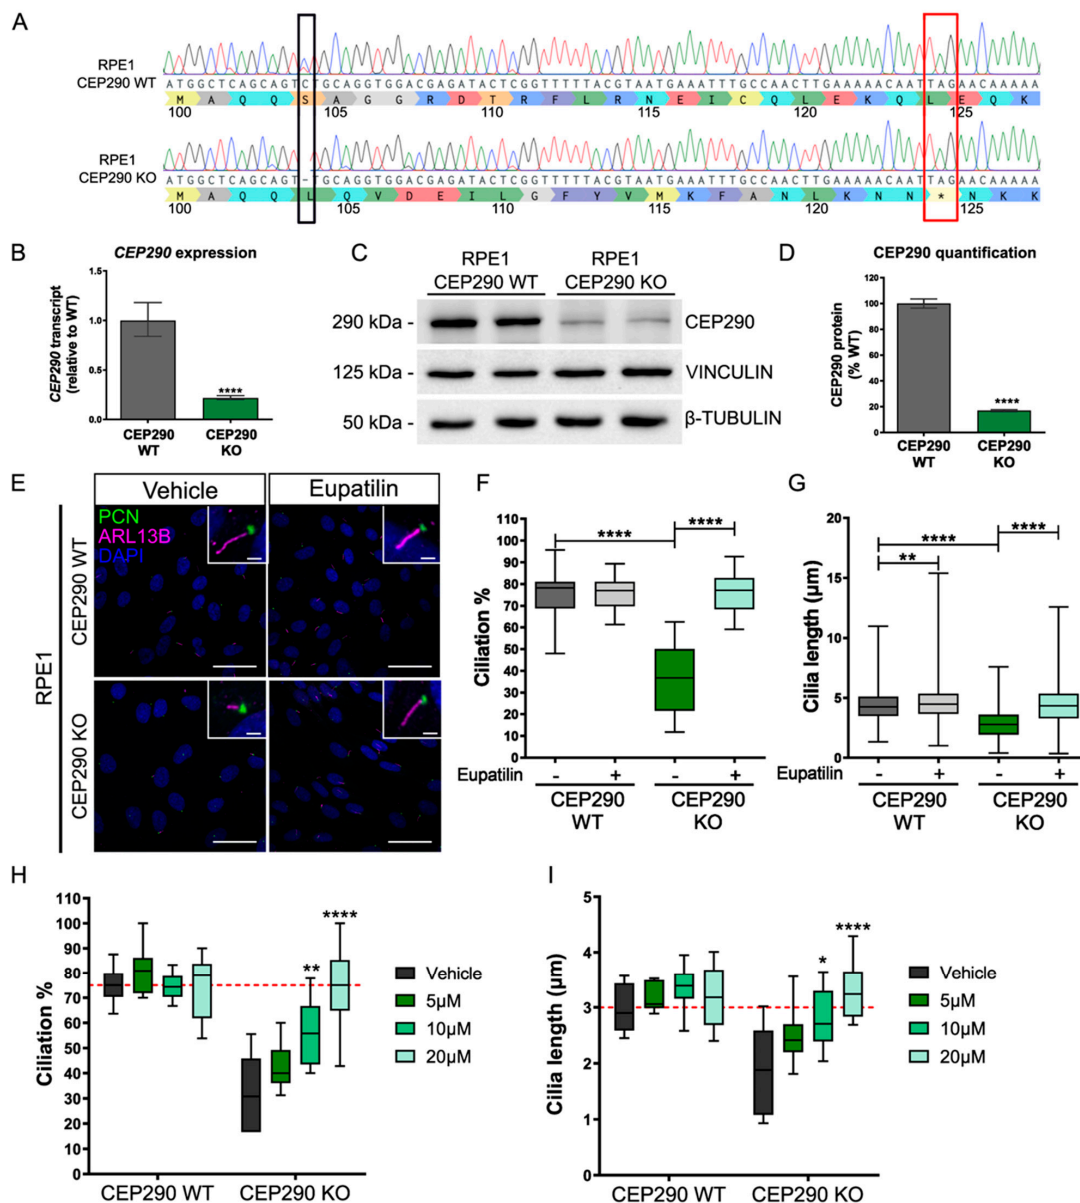 A
RPE1
CEP290 WT
ATGGCTCAGCAGTCTGCAGGTGGACGAGATACTCGGTTTTTACGTAATGAAATTTGCCAACTTGAAAAACAATTAGAACAAAAA
M A Q Q S A G G R D T R F L R N E I C Q L E K Q L E Q K
100 105 110 115 120 125
RPE1
CEP290 KO
ATGGCTCAGCAGT-TGCAGGTGGACGAGATACTCGGTTTTTACGTAATGAAATTTGCCAACTTGAAAAACAATTAGAACAAAAA
M A Q Q L Q V D E I L G F Y V M K F A N L K N N * N K K
100 105 110 115 120 125
B
CEP290 expression
CEP290 transcript
(relative to WT)
1.5
1.0
0.5
0.0
****
CEP290
WT
CEP290
KO
C
RPE1
CEP290 WT
RPE1
CEP290 KO
290 kDa -
CEP290
125 kDa -
VINCULIN
50 kDa -
β-TUBULIN
D
CEP290 quantification
CEP290 protein
(% WT)
120
100
80
60
40
20
0
****
CEP290
WT
CEP290
KO
E
Vehicle
Eupatilin
PCN
ARL13B
DAPI
RPE1
CEP290 WT
CEP290 KO
F
Ciliation %
110
100
90
80
70
60
50
40
30
20
10
0
****
****
Eupatilin - + - +
CEP290
WT
CEP290
KO
G
Cilia length (µm)
20
15
10
5
0
****
****
**
Eupatilin - + - +
CEP290
WT
CEP290
KO
H
Ciliation %
110
100
90
80
70
60
50
40
30
20
10
0
**
****
CEP290 WT
CEP290 KO
Vehicle
5µM
10µM
20µM
I
Cilia length (µm)
5
4
3
2
1
0
*
****
CEP290 WT
CEP290 KO
Vehicle
5µM
10µM
20µM